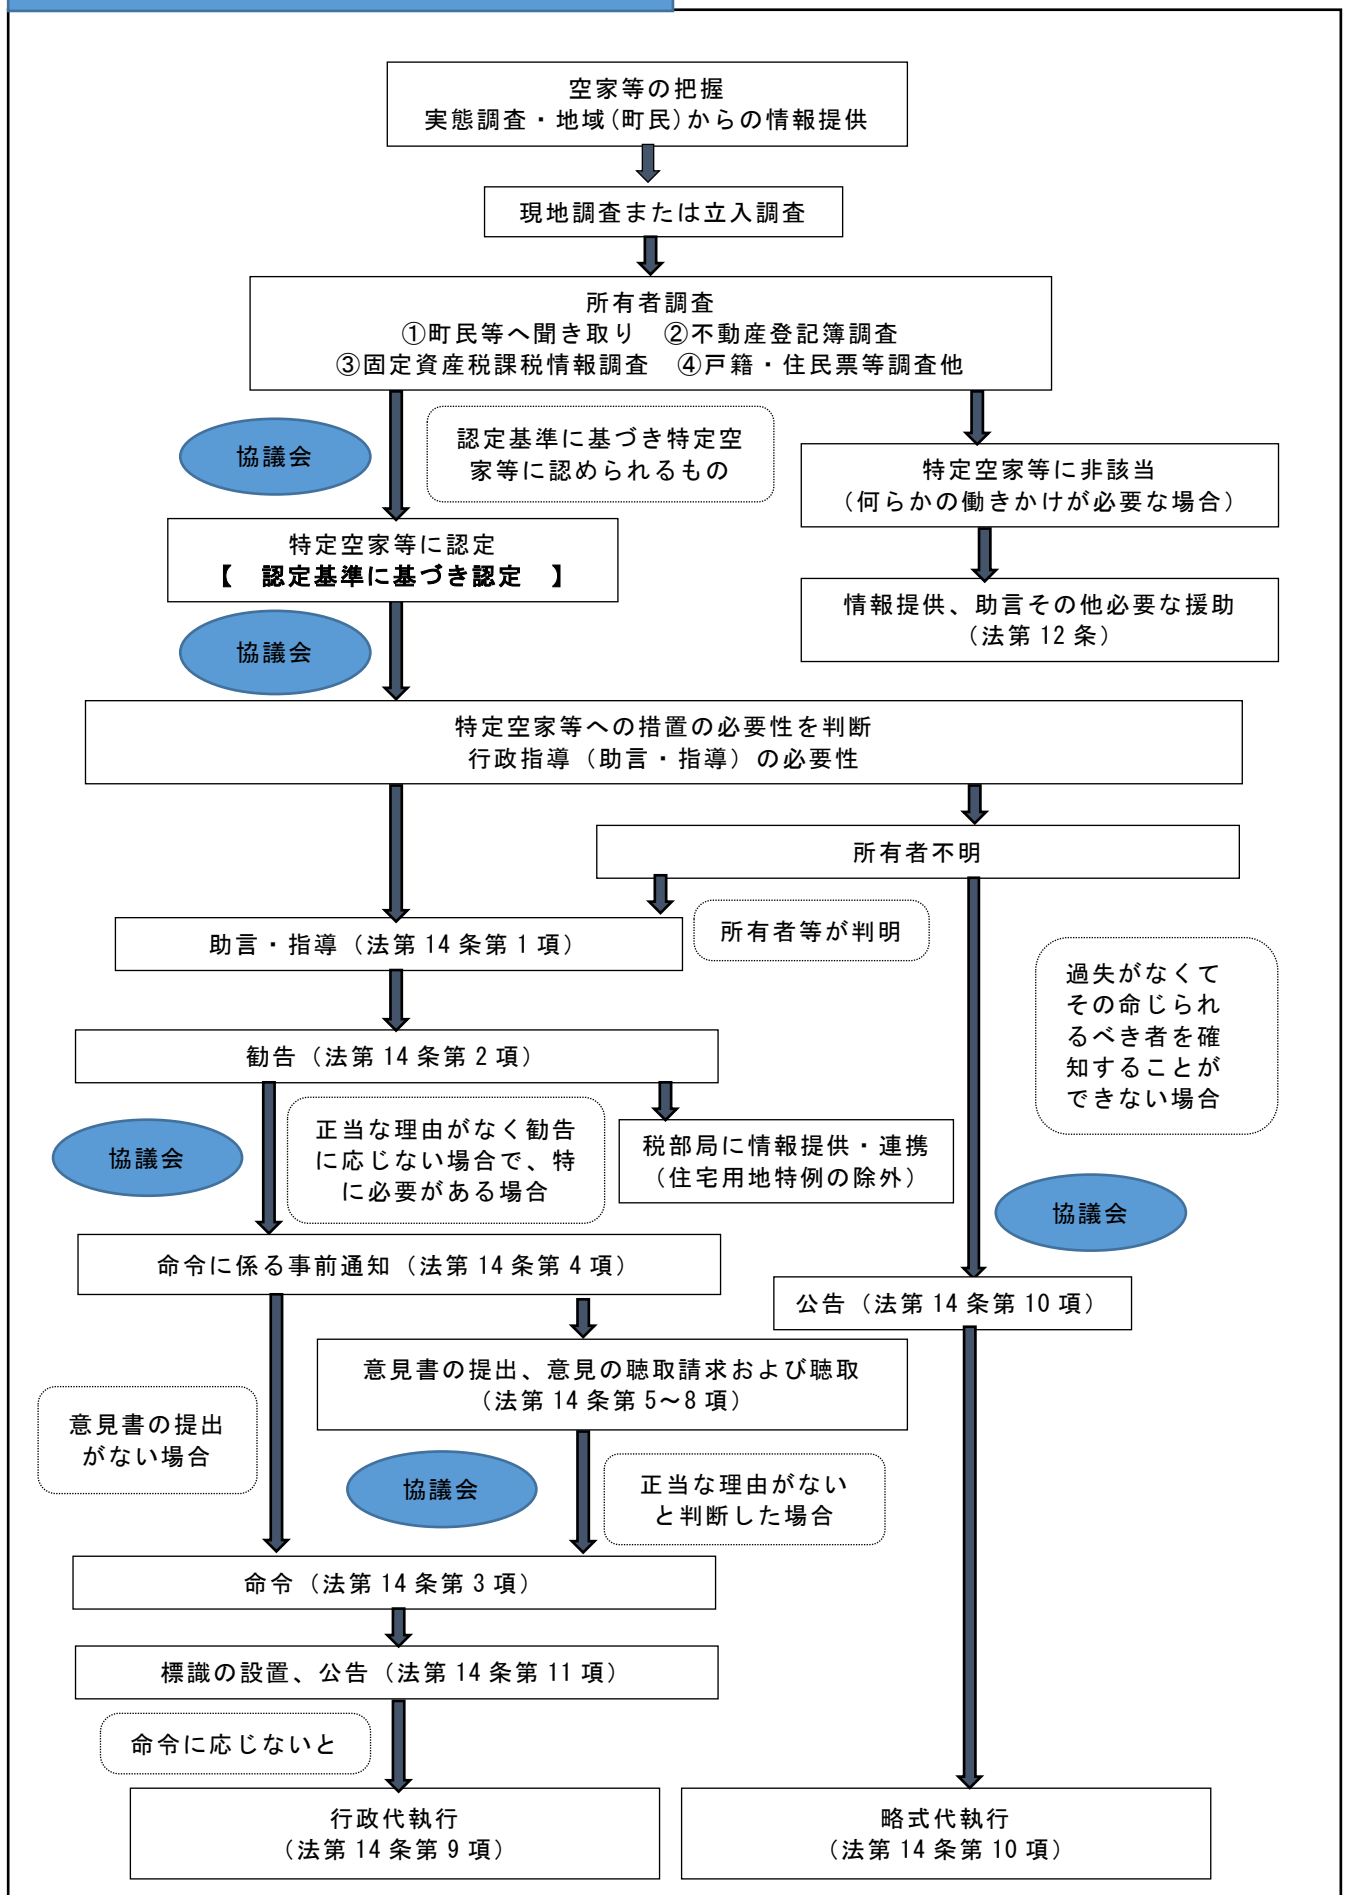 空家等の把握
実態調査・地域(町民)からの情報提供
現地調査または立入調査
所有者調査
①町民等へ聞き取り　②不動産登記簿調査
③固定資産税課税情報調査　④戸籍・住民票等調査他
協議会
認定基準に基づき特定空
家等に認められるもの
特定空家等に非該当
（何らかの働きかけが必要な場合）
特定空家等に認定
【　認定基準に基づき認定　】
情報提供、助言その他必要な援助
（法第 12 条）
協議会
特定空家等への措置の必要性を判断
行政指導（助言・指導）の必要性
所有者不明
所有者等が判明
助言・指導（法第 14 条第 1 項）
過失がなくて
その命じられ
るべき者を確
知することが
できない場合
勧告（法第 14 条第 2 項）
協議会
正当な理由がなく勧告
に応じない場合で、特
に必要がある場合
税部局に情報提供・連携
（住宅用地特例の除外）
協議会
命令に係る事前通知（法第 14 条第 4 項）
公告（法第 14 条第 10 項）
意見書の提出、意見の聴取請求および聴取
（法第 14 条第 5～8 項）
意見書の提出
がない場合
協議会
正当な理由がない
と判断した場合
命令（法第 14 条第 3 項）
標識の設置、公告（法第 14 条第 11 項）
命令に応じないと
行政代執行
（法第 14 条第 9 項）
略式代執行
（法第 14 条第 10 項）